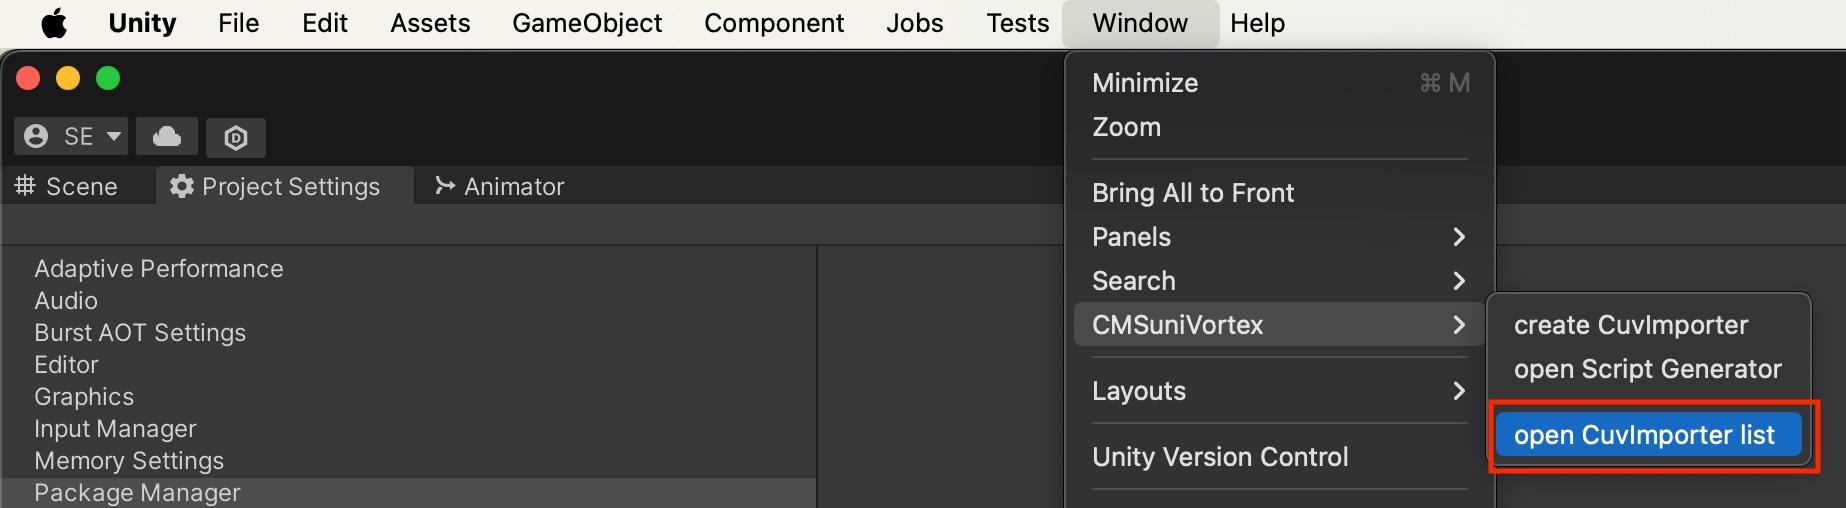 Unity File Edit Assets GameObject Component Jobs Tests Window Help
SE
Scene Project Settings Animator
Adaptive Performance
Audio
Burst AOT Settings
Editor
Graphics
Input Manager
Memory Settings
Package Manager
Minimize ⌘ M
Zoom
Bring All to Front
Panels
Search
CMSuniVortex
Layouts
Unity Version Control
create CuvImporter
open Script Generator
open CuvImporter list